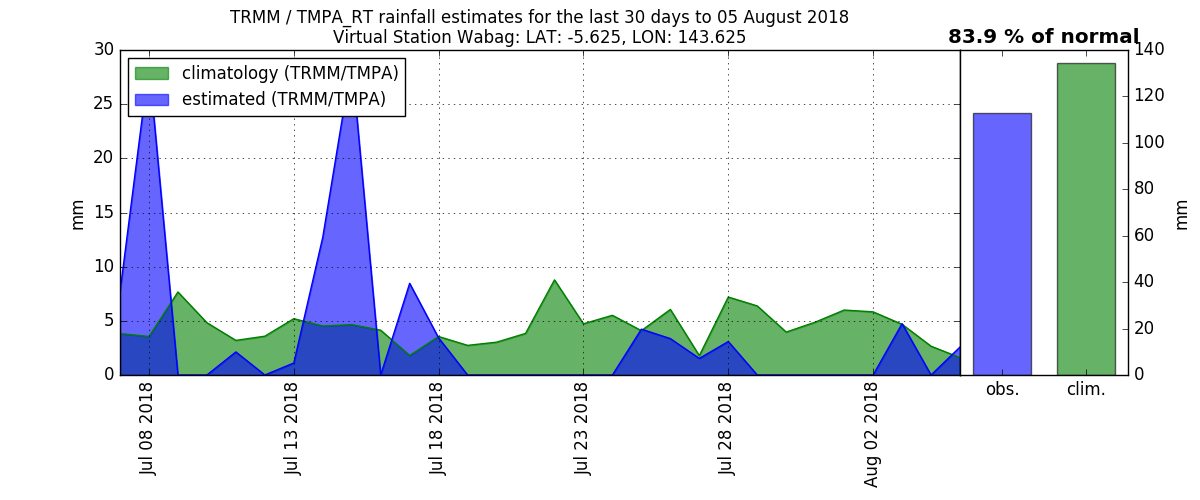 TRMM / TMPA_RT rainfall estimates for the last 30 days to 05 August 2018
Virtual Station Wabag: LAT: -5.625, LON: 143.625
83.9 % of normal
climatology (TRMM/TMPA)
estimated (TRMM/TMPA)
30
25
20
15
10
5
0
mm
140
120
100
80
60
40
20
0
mm
Jul 08 2018
Jul 13 2018
Jul 18 2018
Jul 23 2018
Jul 28 2018
Aug 02 2018
obs.
clim.